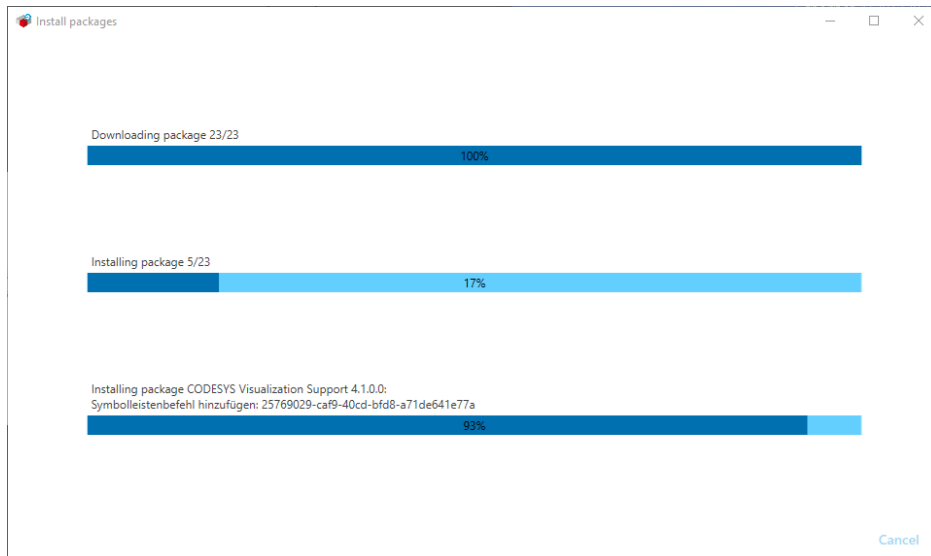 Install packages
Downloading package 23/23
100%
Installing package 5/23
17%
Installing package CODESYS Visualization Support 4.1.0.0:
Symbolleistenbefehl hinzufügen: 25769029-caf9-40cd-bfd8-a71de641e77a
93%
Cancel